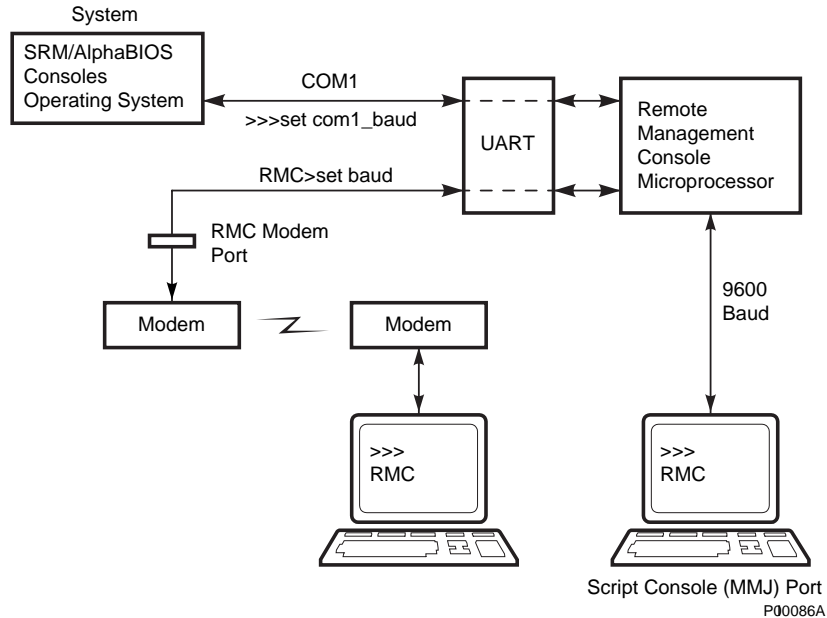 System
SRM/AlphaBIOS
Consoles
Operating System
COM1
>>>set com1_baud
UART
Remote
Management
Console
Microprocessor
RMC>set baud
RMC Modem
Port
9600
Baud
Modem
Modem
>>>
RMC
>>>
RMC
Script Console (MMJ) Port
P00086A